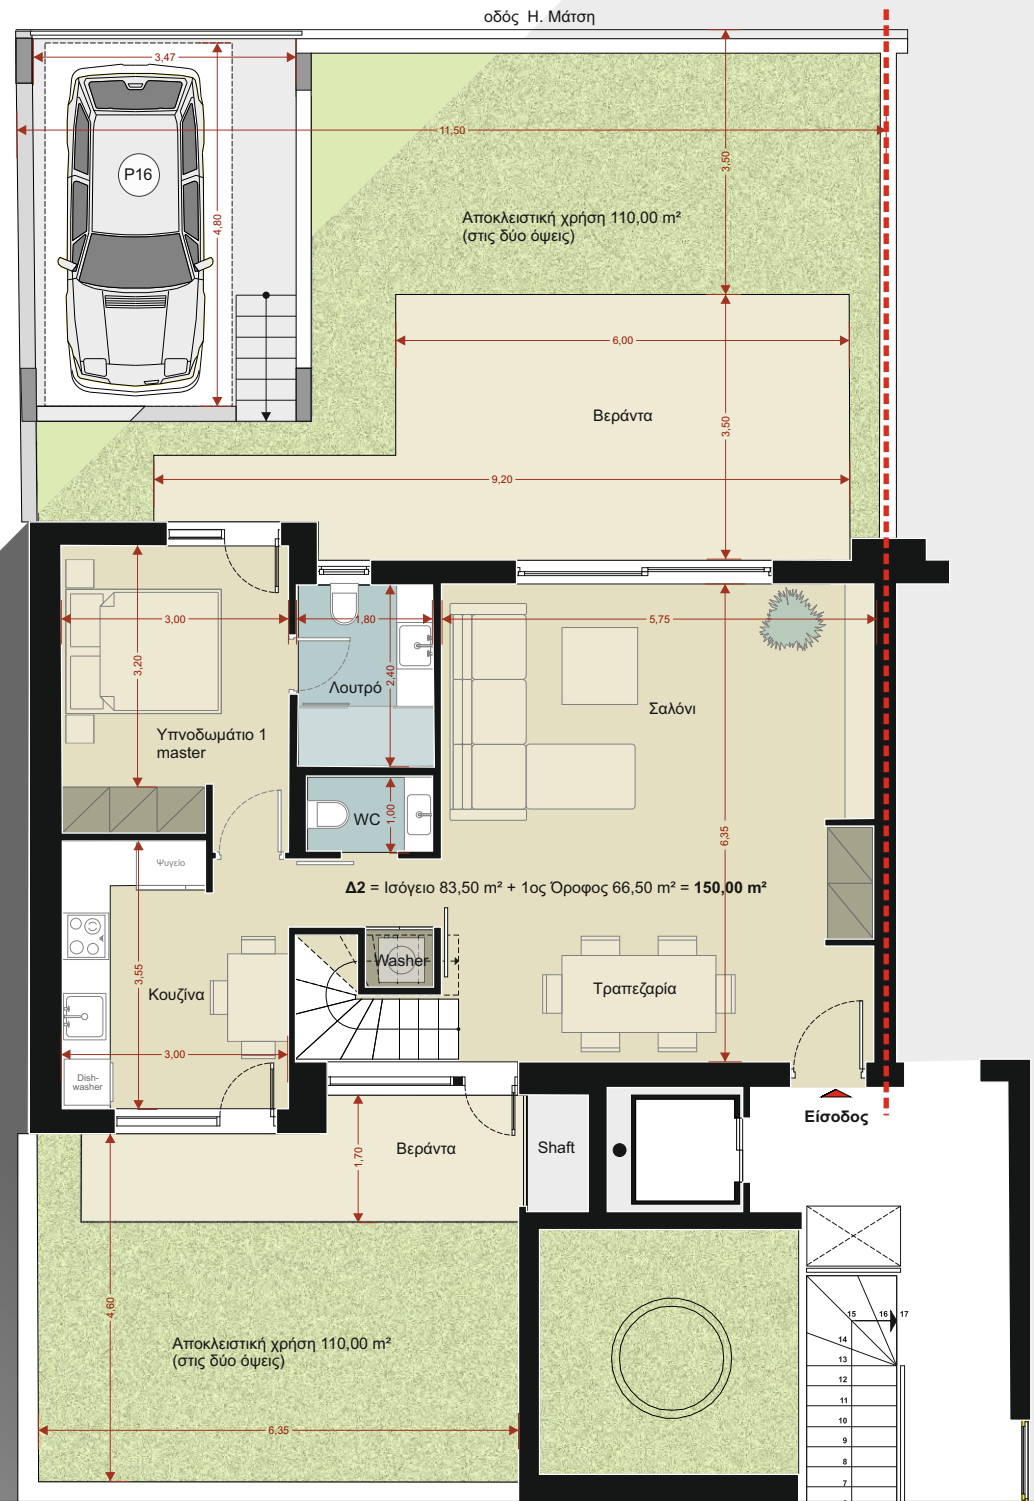 οδός Η. Μάτση
3,47
11,50
P16
3,50
4,80
Αποκλειστική χρήση 110,00 m²
(στις δύο όψεις)
6,00
Βεράντα
3,50
9,20
3,00
1,80
5,75
3,20
2,40
Λουτρό
Σαλόνι
Υπνοδωμάτιο 1
master
WC
1,00
6,35
Ψυγείο
Δ2 = Ισόγειο 83,50 m² + 1ος Όροφος 66,50 m² = 150,00 m²
Washer
3,55
Κουζίνα
Τραπεζαρία
3,00
Dish-
washer
Είσοδος
Βεράντα
Shaft
1,70
4,60
Αποκλειστική χρήση 110,00 m²
(στις δύο όψεις)
6,35
15 16 17
14
13
12
11
10
9
8
7